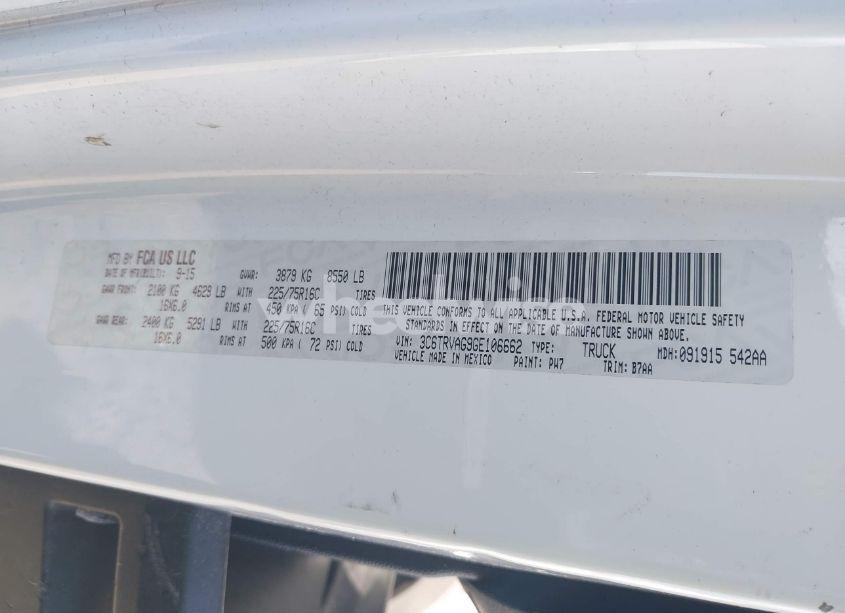 MFD BY FCA US LLC
DATE OF MFR(BUILT): 9-15 GVWR: 3879 KG 8550 LB
GAWR FRONT: 2100 KG 4629 LB WITH 225/75R16C TIRES
16X6.0 RIMS AT 450 KPA ( 65 PSI) COLD
GAWR REAR: 2400 KG 5291 LB WITH 225/75R16C TIRES
16X6.0 RIMS AT 500 KPA ( 72 PSI) COLD
THIS VEHICLE CONFORMS TO ALL APPLICABLE U.S.A. FEDERAL MOTOR VEHICLE SAFETY
STANDARDS IN EFFECT ON THE DATE OF MANUFACTURE SHOWN ABOVE.
VIN: 3C6TRVAG9GE106662 TYPE: TRUCK MDH: 091915 542AA
VEHICLE MADE IN MEXICO PAINT: PW7 TRIM: B7AA